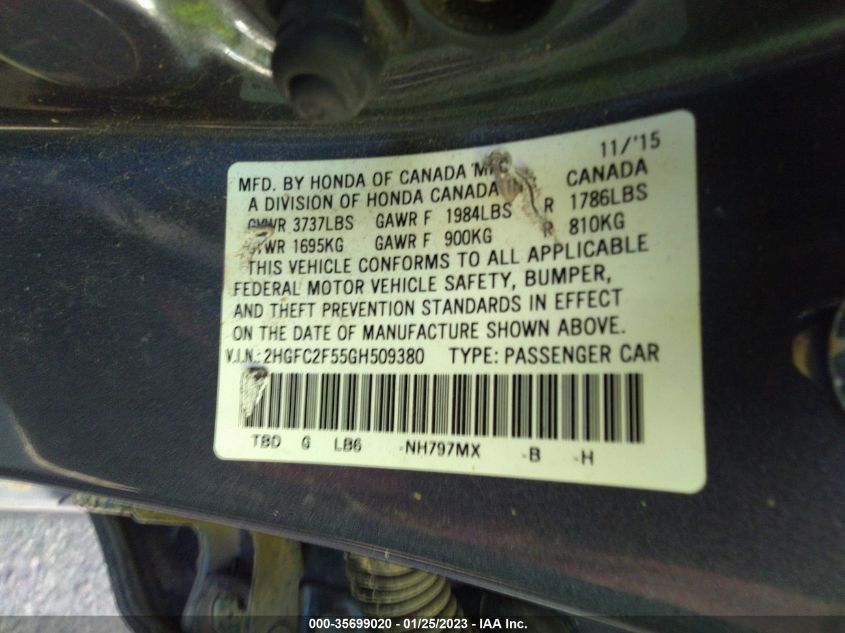 11/'15
MFD. BY HONDA OF CANADA MFG. CANADA
A DIVISION OF HONDA CANADA
GVWR 3737LBS GAWR F 1984LBS R 1786LBS
GVWR 1695KG GAWR F 900KG R 810KG
THIS VEHICLE CONFORMS TO ALL APPLICABLE
FEDERAL MOTOR VEHICLE SAFETY, BUMPER,
AND THEFT PREVENTION STANDARDS IN EFFECT
ON THE DATE OF MANUFACTURE SHOWN ABOVE.
V.I.N.: 2HGFC2F55GH509380 TYPE: PASSENGER CAR
TBD G LB6 -NH797MX -B -H
000-35699020 - 01/25/2023 - IAA Inc.